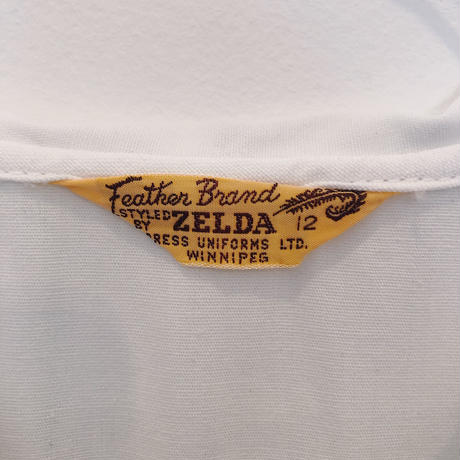 Feather Brand
STYLED BY ZELDA 12
DRESS UNIFORMS LTD.
WINNIPEG